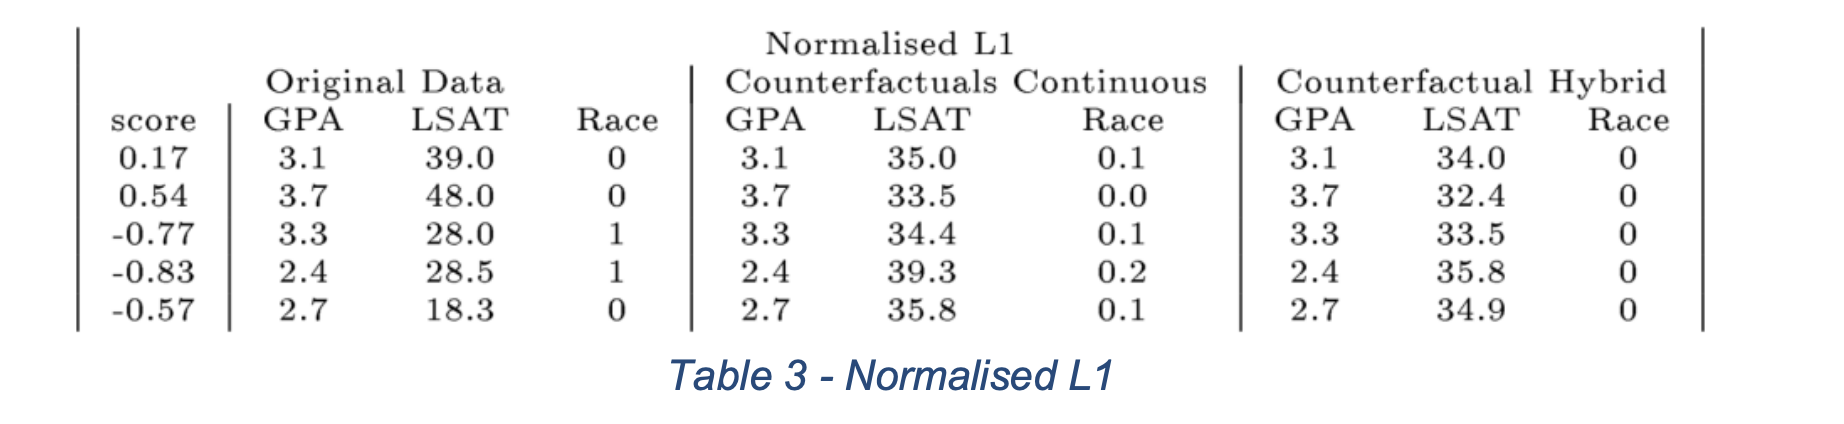 Normalised L1
Original Data Counterfactuals Continuous Counterfactual Hybrid
score GPA LSAT Race GPA LSAT Race GPA LSAT Race
0.17 3.1 39.0 0 3.1 35.0 0.1 3.1 34.0 0
0.54 3.7 48.0 0 3.7 33.5 0.0 3.7 32.4 0
-0.77 3.3 28.0 1 3.3 34.4 0.1 3.3 33.5 0
-0.83 2.4 28.5 1 2.4 39.3 0.2 2.4 35.8 0
-0.57 2.7 18.3 0 2.7 35.8 0.1 2.7 34.9 0
Table 3 - Normalised L1